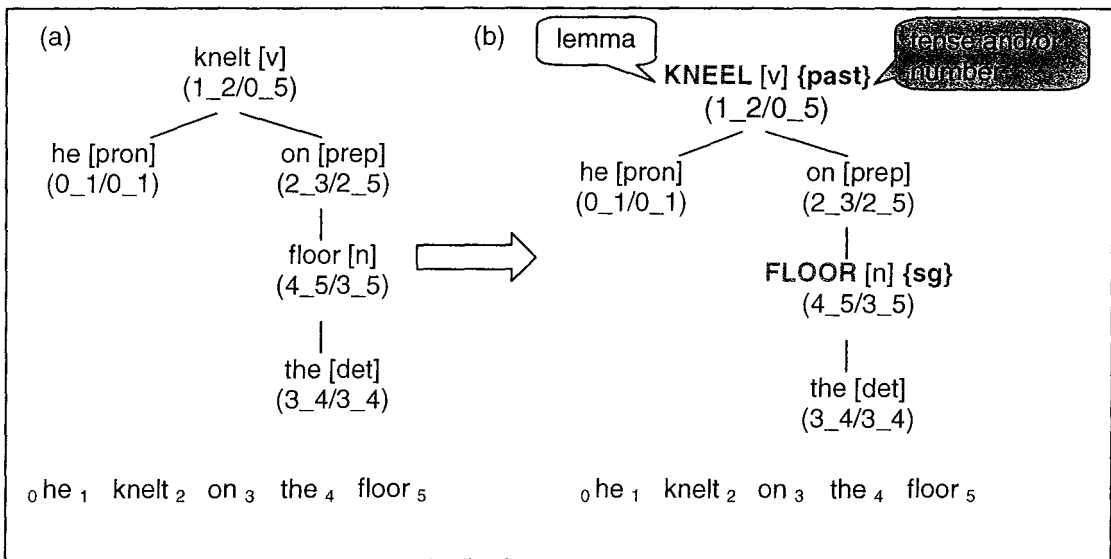 (a)
knelt [v]
(1_2/0_5)
he [pron]
(0_1/0_1)
on [prep]
(2_3/2_5)
floor [n]
(4_5/3_5)
the [det]
(3_4/3_4)
0 he 1 knelt 2 on 3 the 4 floor 5
(b)
lemma
tense and/or
number
KNEEL [v] {past}
(1_2/0_5)
he [pron]
(0_1/0_1)
on [prep]
(2_3/2_5)
FLOOR [n] {sg}
(4_5/3_5)
the [det]
(3_4/3_4)
0 he 1 knelt 2 on 3 the 4 floor 5